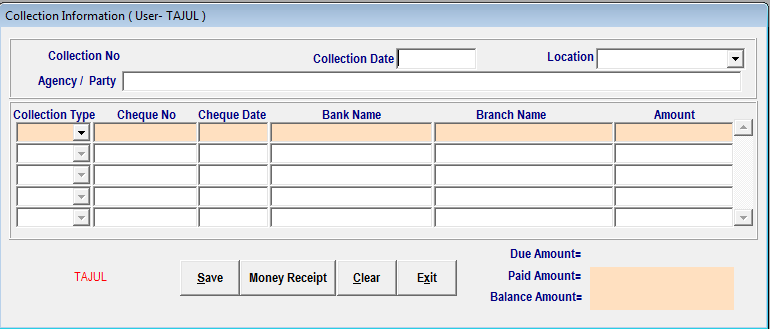 Collection Information ( User- TAJUL )
Collection No Collection Date Location
Agency / Party
Collection Type Cheque No Cheque Date Bank Name Branch Name Amount
Due Amount=
TAJUL Save Money Receipt Clear Exit Paid Amount=
Balance Amount=